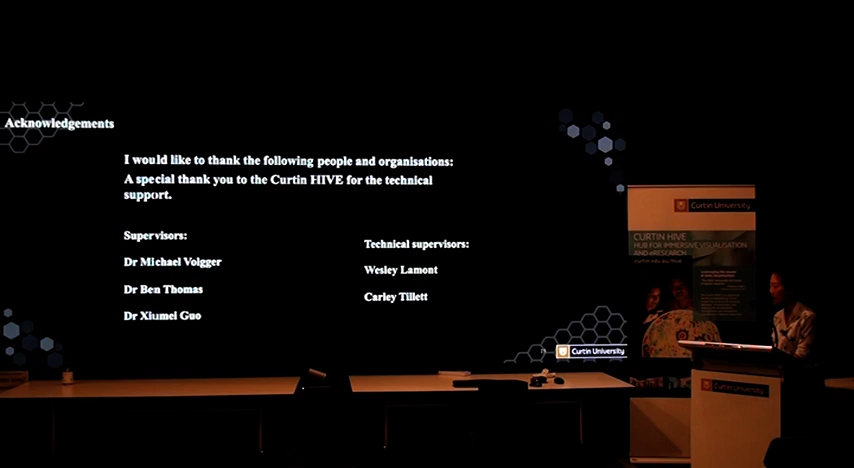 Acknowledgements
I would like to thank the following people and organisations:
A special thank you to the Curtin HIVE for the technical
support.
Supervisors:
Dr Michael Volgger
Dr Ben Thomas
Dr Xiumei Guo
Technical supervisors:
Wesley Lamont
Carley Tillett
Curtin University
Curtin University
CURTIN HIVE
HUB FOR IMMERSIVE VISUALISATION
AND eRESEARCH
Curtin University